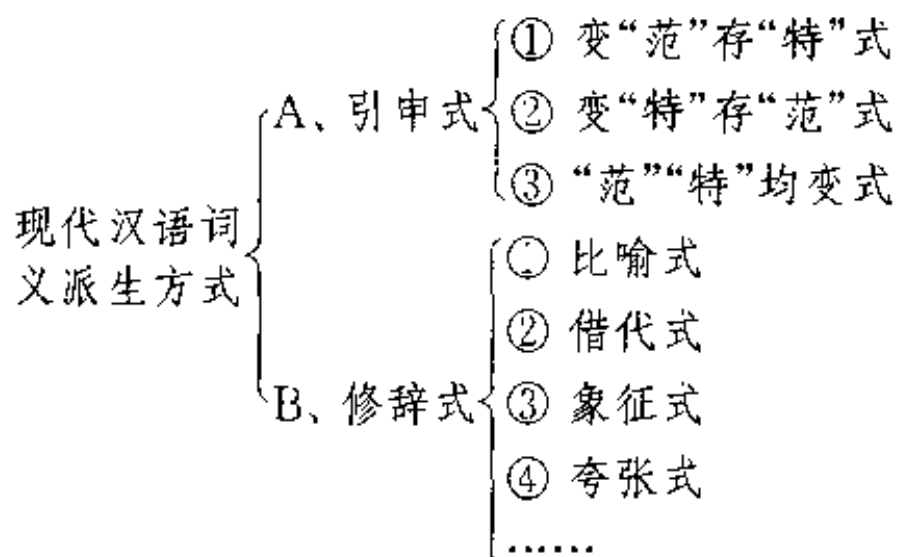 ① 变“范”存“特”式
A、引申式
② 变“特”存“范”式
③ “范”“特”均变式
现代汉语词
义派生方式
比喻式
② 借代式
B、修辞式
③ 象征式
④ 夸张式
……